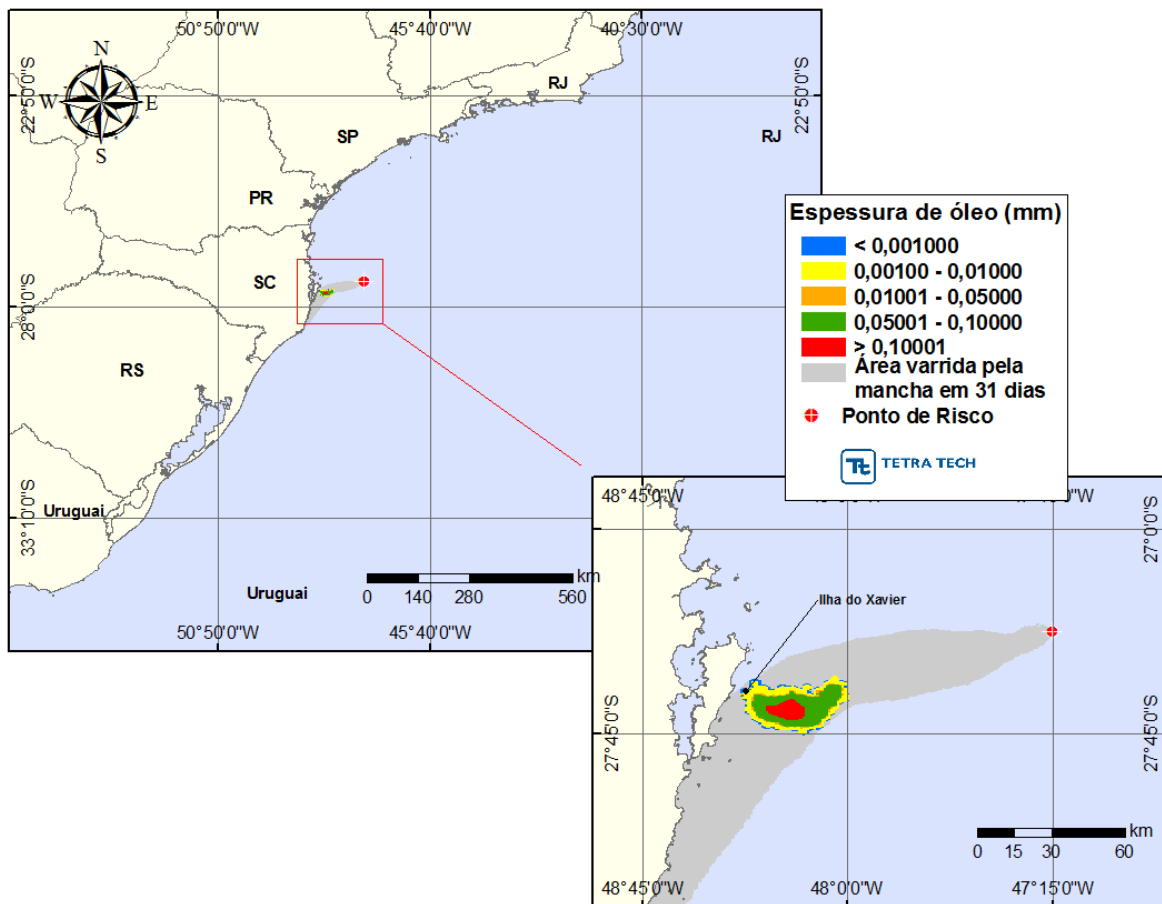 50°50'0"W
45°40'0"W
40°30'0"W
22°50'0"S
22°50'0"S
N
W
E
S
RJ
SP
RJ
PR
SC
28°0'0"S
RS
33°10'0"S
Uruguai
Uruguai
km
0
140
280
560
50°50'0"W
45°40'0"W
Espessura de óleo (mm)
< 0,001000
0,00100 - 0,01000
0,01001 - 0,05000
0,05001 - 0,10000
> 0,10001
Área varrida pela
mancha em 31 dias
Ponto de Risco
Tt TETRA TECH
48°45'0"W
27°0'0"S
27°0'0"S
Ilha do Xavier
27°45'0"S
27°45'0"S
km
0
15
30
60
48°45'0"W
48°0'0"W
47°15'0"W